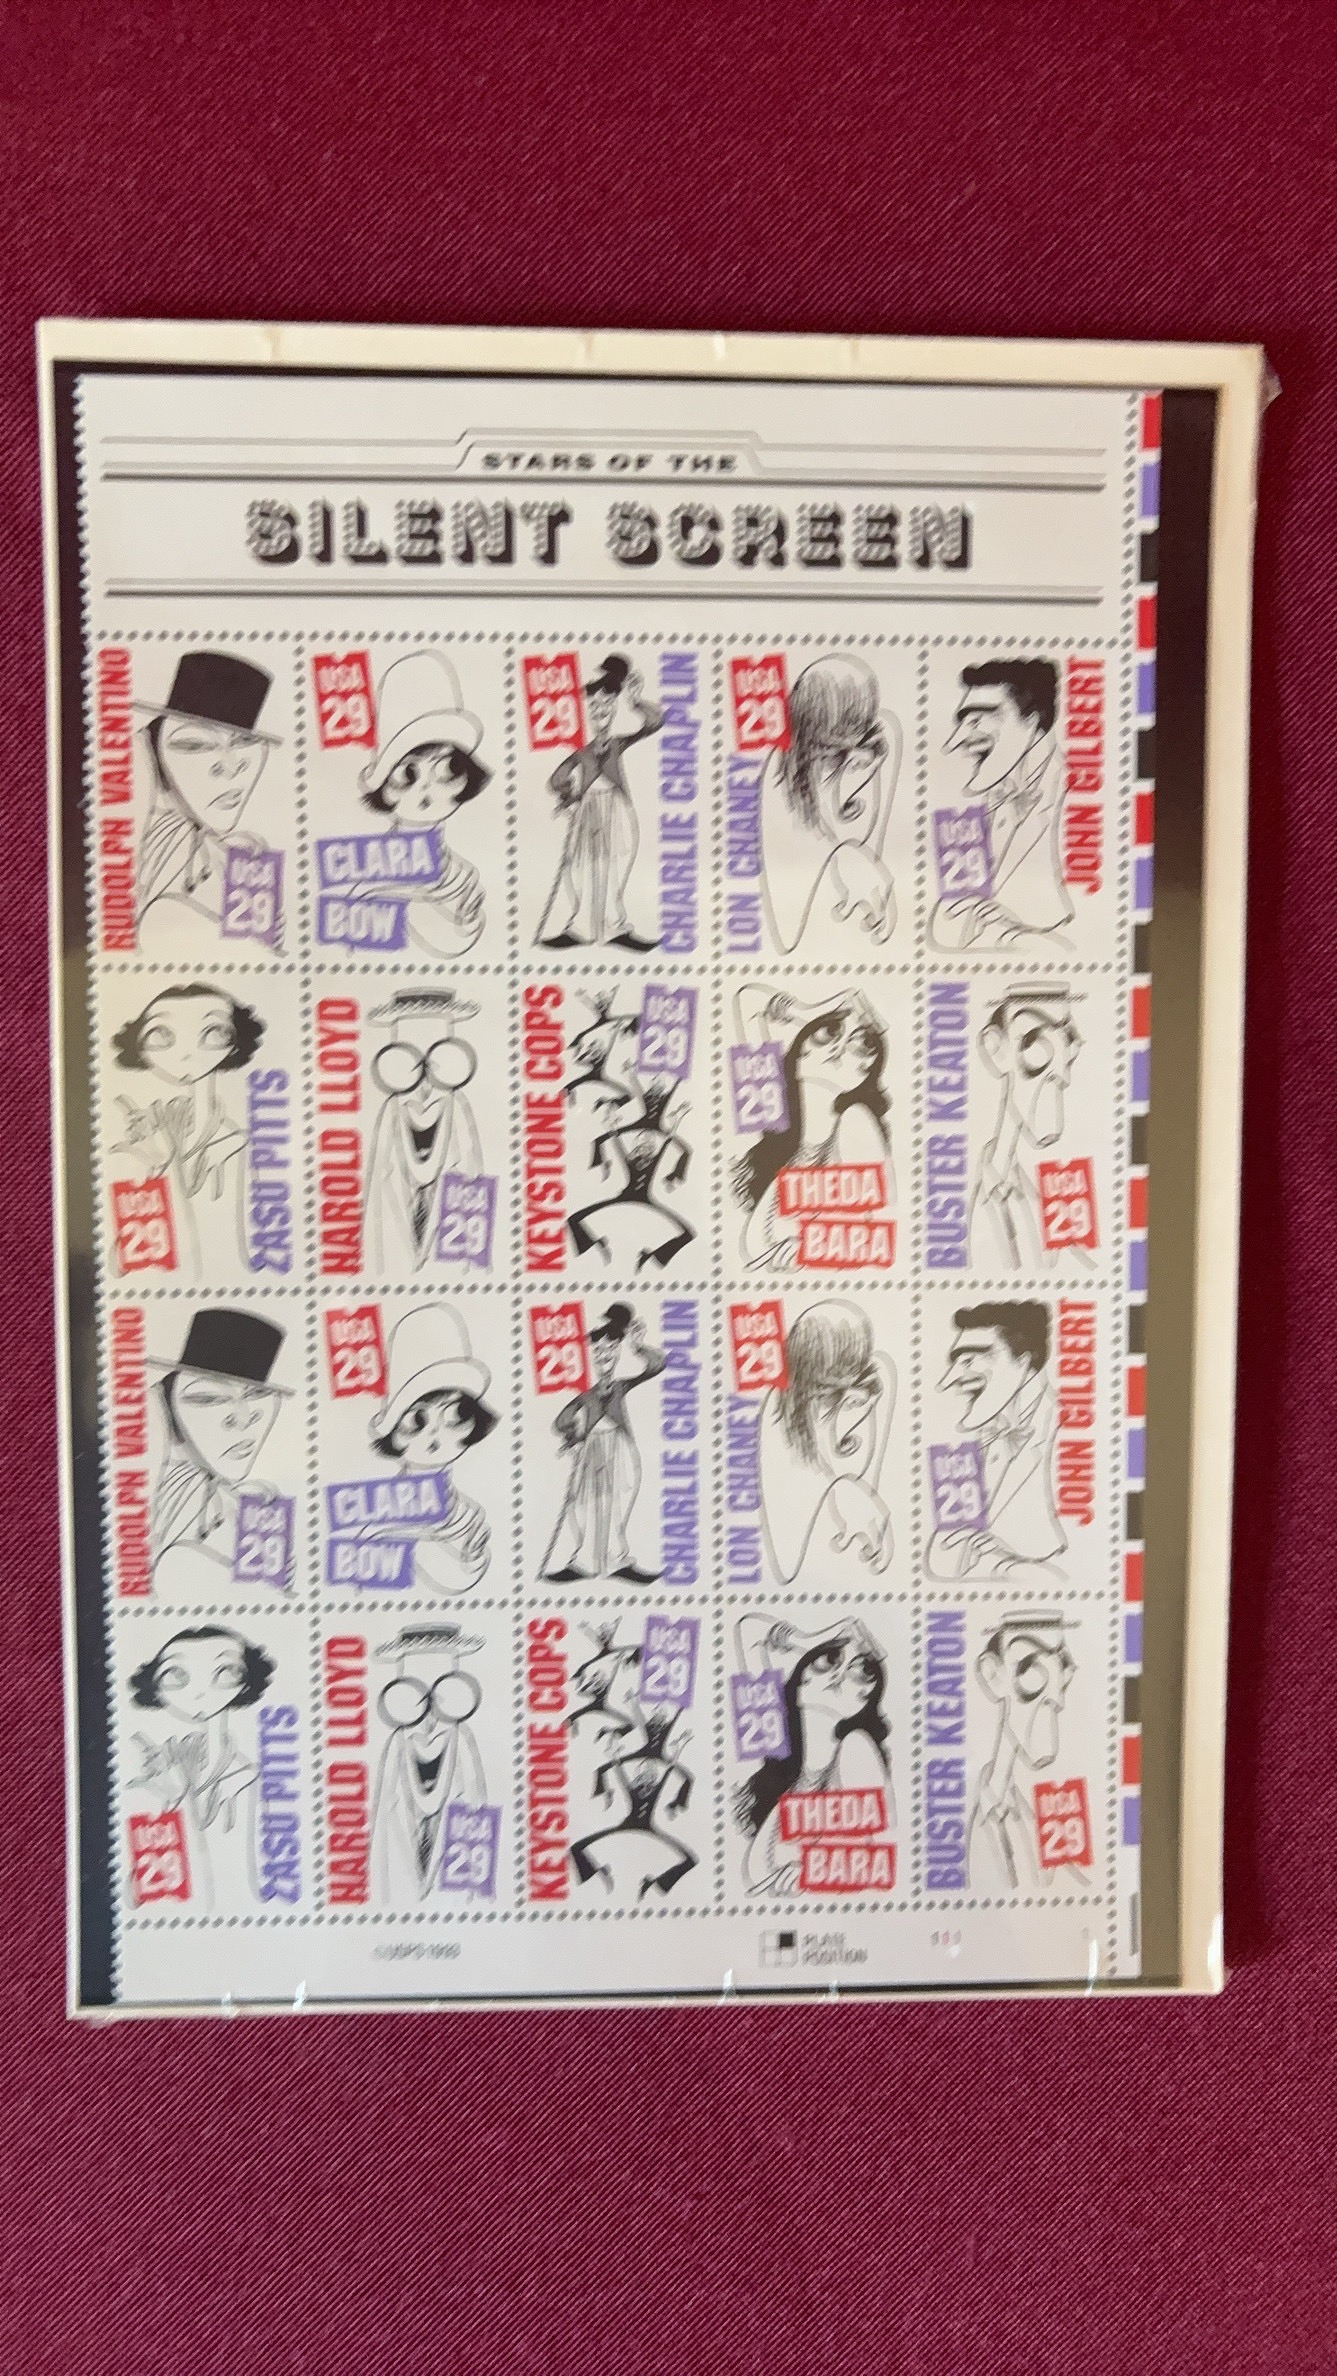 STARS OF THE
SILENT SCREEN
RUDOLPH VALENTINO
USA
29
USA
29
CLARA
BOW
USA
29
CHARLIE CHAPLIN
USA
29
LON CHANEY
USA
29
JOHN GILBERT
USA
29
ZASU PITTS
HAROLD LLOYD
USA
29
KEYSTONE COPS
USA
29
USA
29
THEDA
BARA
BUSTER KEATON
USA
29
RUDOLPH VALENTINO
USA
29
USA
29
CLARA
BOW
USA
29
CHARLIE CHAPLIN
USA
29
LON CHANEY
USA
29
JOHN GILBERT
USA
29
ZASU PITTS
HAROLD LLOYD
USA
29
KEYSTONE COPS
USA
29
USA
29
THEDA
BARA
BUSTER KEATON
USA
29
PLATE
POSITION